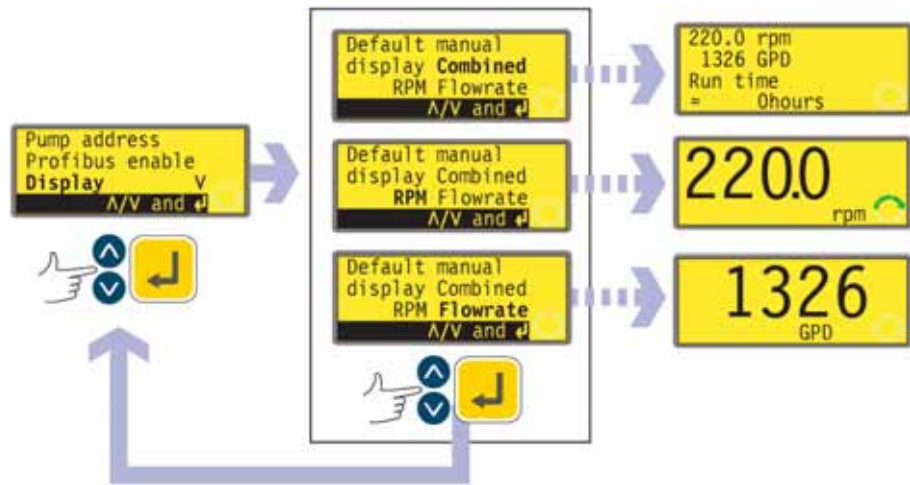 Pump address
Profibus enable
Display V
Λ/V and ↲
Default manual
display Combined
RPM Flowrate
Λ/V and ↲
Default manual
display Combined
RPM Flowrate
Λ/V and ↲
Default manual
display Combined
RPM Flowrate
Λ/V and ↲
220.0 rpm
1326 GPD
Run time
= 0hours
220.0
rpm
1326
GPD